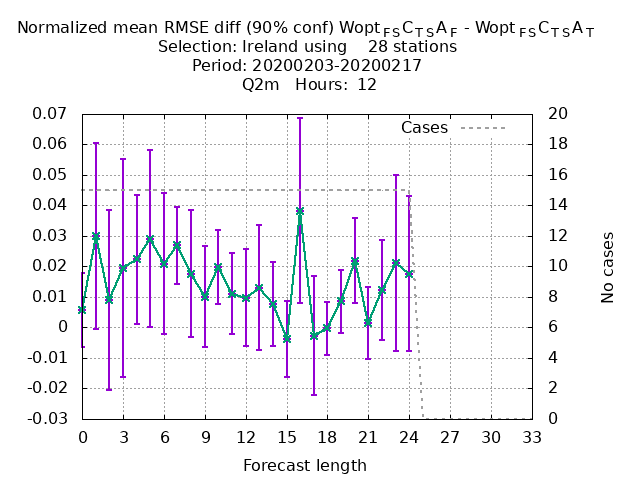 Normalized mean RMSE diff (90% conf) Wopt FS C TS A F - Wopt FS C TS A T
Selection: Ireland using    28 stations
Period: 20200203-20200217
Q2m   Hours:  12
Cases
0.07
0.06
0.05
0.04
0.03
0.02
0.01
0
-0.01
-0.02
-0.03
20
18
16
14
12
10
8
6
4
2
0
No cases
0 3 6 9 12 15 18 21 24 27 30 33
Forecast length